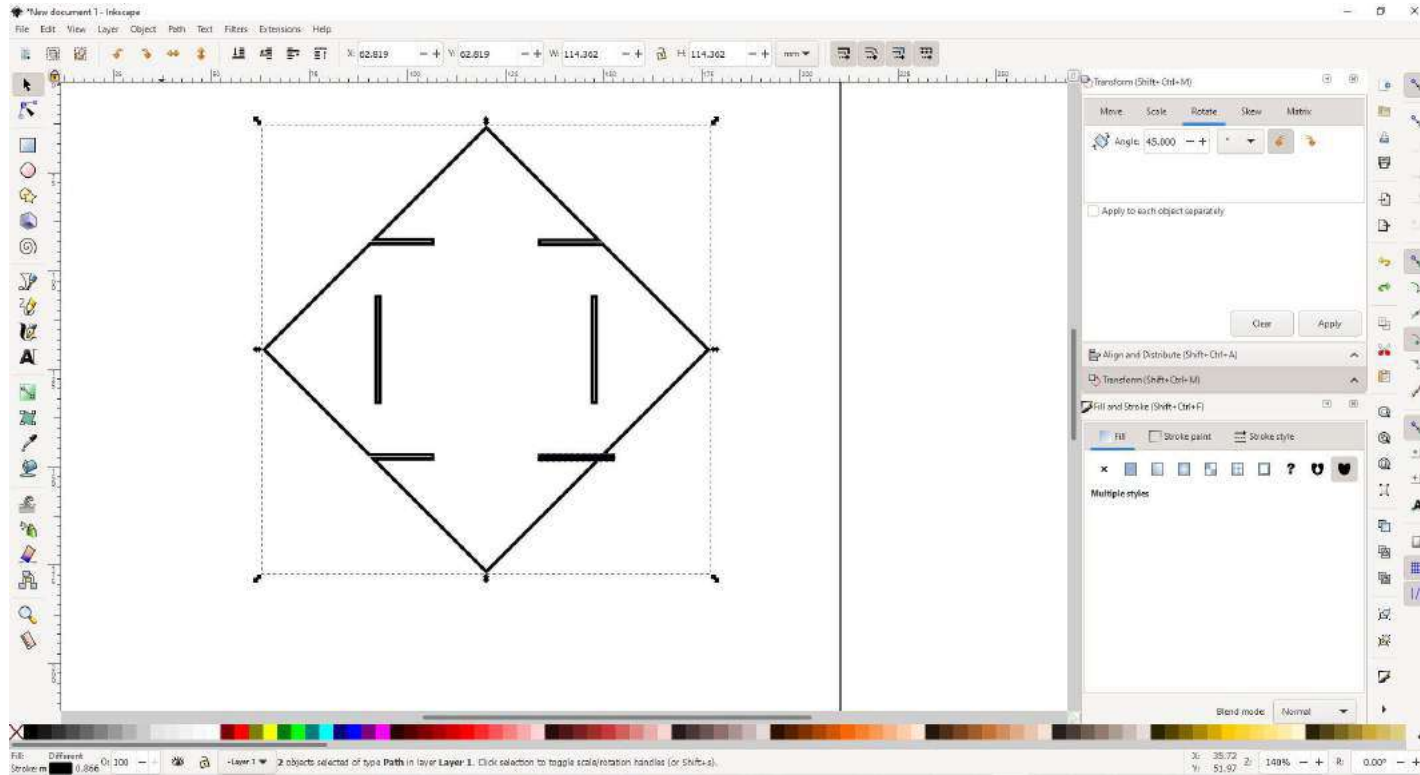 *New document 1 - Inkscape
File Edit View Layer Object Path Text Filters Extensions Help
X: 62.819 - + Y: 62.819 - + W: 114.362 - + H: 114.362 - + mm
Transform (Shift+Ctrl+M)
Move Scale Rotate Skew Matrix
Angle: 45.000 - + °
Apply to each object separately
Clear Apply
Align and Distribute (Shift+Ctrl+A)
Transform (Shift+Ctrl+M)
Fill and Stroke (Shift+Ctrl+F)
Fill Stroke paint Stroke style
Multiple styles
Blend mode: Normal
Fill: Different O: 100 - + -Layer 1 2 objects selected of type Path in layer Layer 1. Click selection to toggle scale/rotation handles (or Shift+s). X: 35.72 Z: 140% - + R: 0.00° - +
Stroke: m 0.866 Y: 51.97